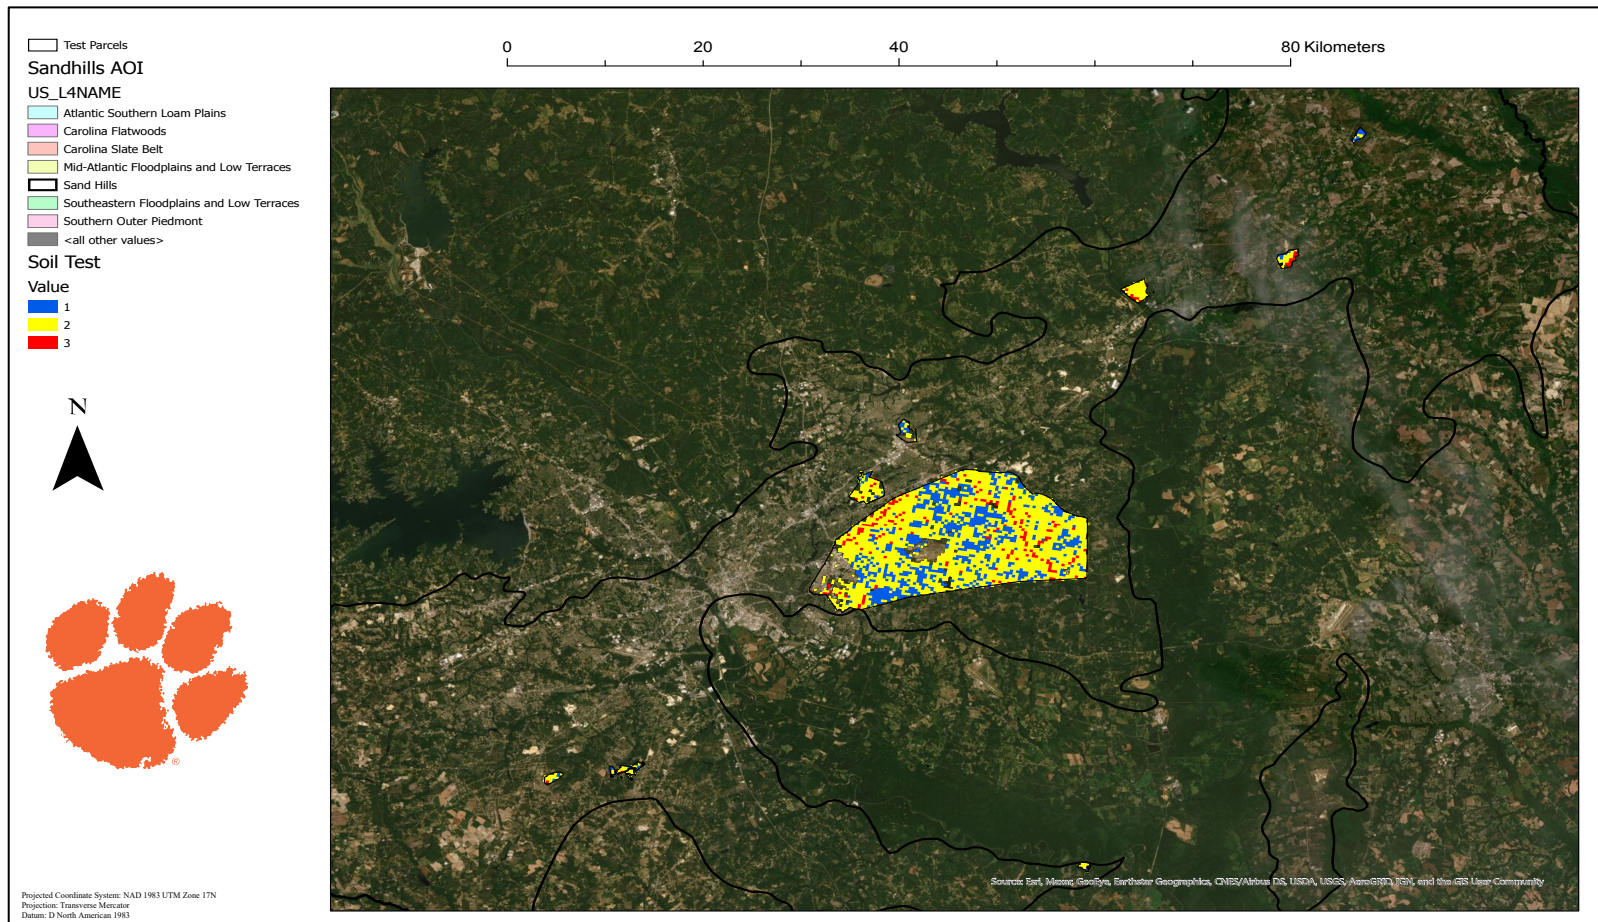 Test Parcels
Sandhills AOI
US_L4NAME
Atlantic Southern Loam Plains
Carolina Flatwoods
Carolina Slate Belt
Mid-Atlantic Floodplains and Low Terraces
Sand Hills
Southeastern Floodplains and Low Terraces
Southern Outer Piedmont
<all other values>
Soil Test
Value
1
2
3
N
®
Projected Coordinate System: NAD 1983 UTM Zone 17N
Projection: Transverse Mercator
Datum: D North American 1983
0 20 40 80 Kilometers
Source: Esri, Maxar, GeoEye, Earthstar Geographics, CNES/Airbus DS, USDA, USGS, AeroGRID, IGN, and the GIS User Community